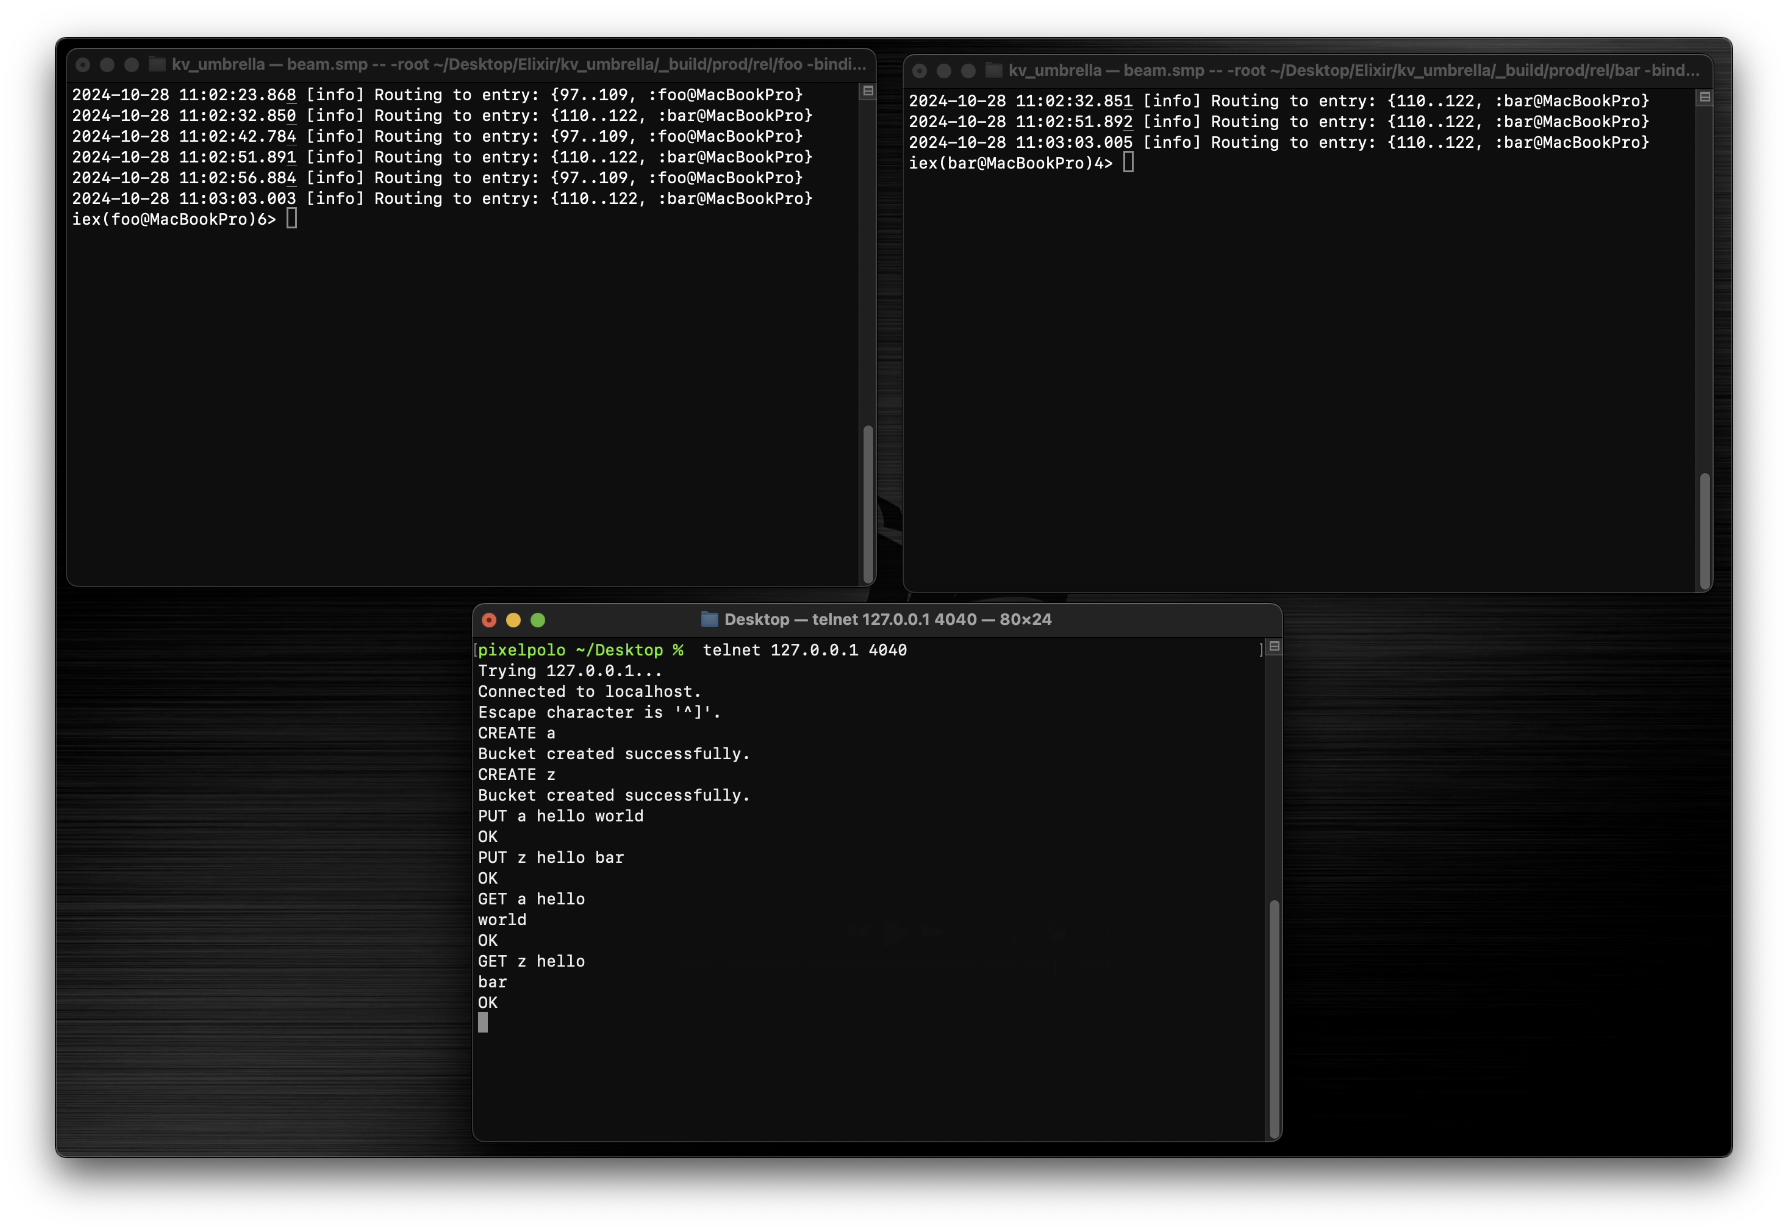 kv_umbrella — beam.smp -- -root ~/Desktop/Elixir/kv_umbrella/_build/prod/rel/foo -bindi...
2024-10-28 11:02:23.868 [info] Routing to entry: {97..109, :foo@MacBookPro}
2024-10-28 11:02:32.850 [info] Routing to entry: {110..122, :bar@MacBookPro}
2024-10-28 11:02:42.784 [info] Routing to entry: {97..109, :foo@MacBookPro}
2024-10-28 11:02:51.891 [info] Routing to entry: {110..122, :bar@MacBookPro}
2024-10-28 11:02:56.884 [info] Routing to entry: {97..109, :foo@MacBookPro}
2024-10-28 11:03:03.003 [info] Routing to entry: {110..122, :bar@MacBookPro}
iex(foo@MacBookPro)6>
kv_umbrella — beam.smp -- -root ~/Desktop/Elixir/kv_umbrella/_build/prod/rel/bar -bind...
2024-10-28 11:02:32.851 [info] Routing to entry: {110..122, :bar@MacBookPro}
2024-10-28 11:02:51.892 [info] Routing to entry: {110..122, :bar@MacBookPro}
2024-10-28 11:03:03.005 [info] Routing to entry: {110..122, :bar@MacBookPro}
iex(bar@MacBookPro)4>
Desktop — telnet 127.0.0.1 4040 — 80×24
[pixelpolo ~/Desktop %  telnet 127.0.0.1 4040 ]
Trying 127.0.0.1...
Connected to localhost.
Escape character is '^]'.
CREATE a
Bucket created successfully.
CREATE z
Bucket created successfully.
PUT a hello world
OK
PUT z hello bar
OK
GET a hello
world
OK
GET z hello
bar
OK